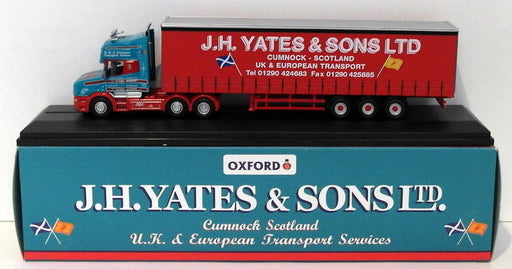 J.H. YATES & SONS LTD
CUMNOCK - SCOTLAND
UK & EUROPEAN TRANSPORT
Tel 01290 424683 Fax 01290 425885
OXFORD
J.H. YATES & SONS LTD.
Cumnock Scotland
U.K. & European Transport Services